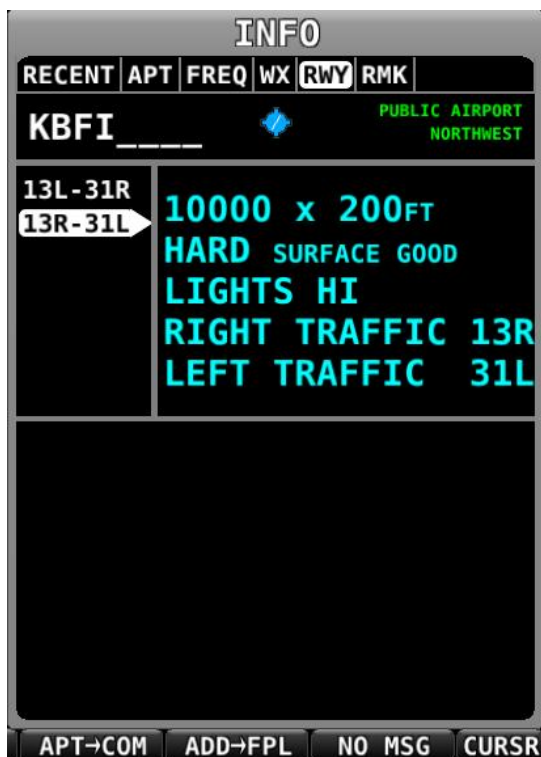 INFO
RECENT APT FREQ WX RWY RMK
KBFI____
PUBLIC AIRPORT
NORTHWEST
13L-31R
13R-31L
10000 x 200FT
HARD SURFACE GOOD
LIGHTS HI
RIGHT TRAFFIC 13R
LEFT TRAFFIC 31L
APT→COM ADD→FPL NO MSG CURSR